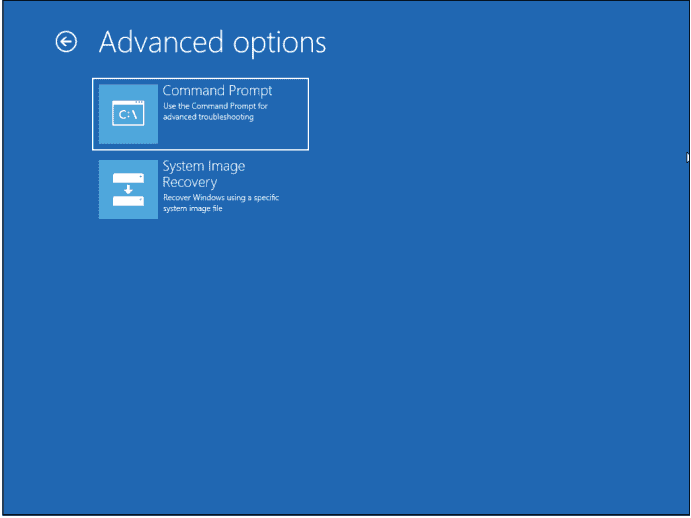 Advanced options
Command Prompt
Use the Command Prompt for
advanced troubleshooting
C:\
System Image
Recovery
Recover Windows using a specific
system image file